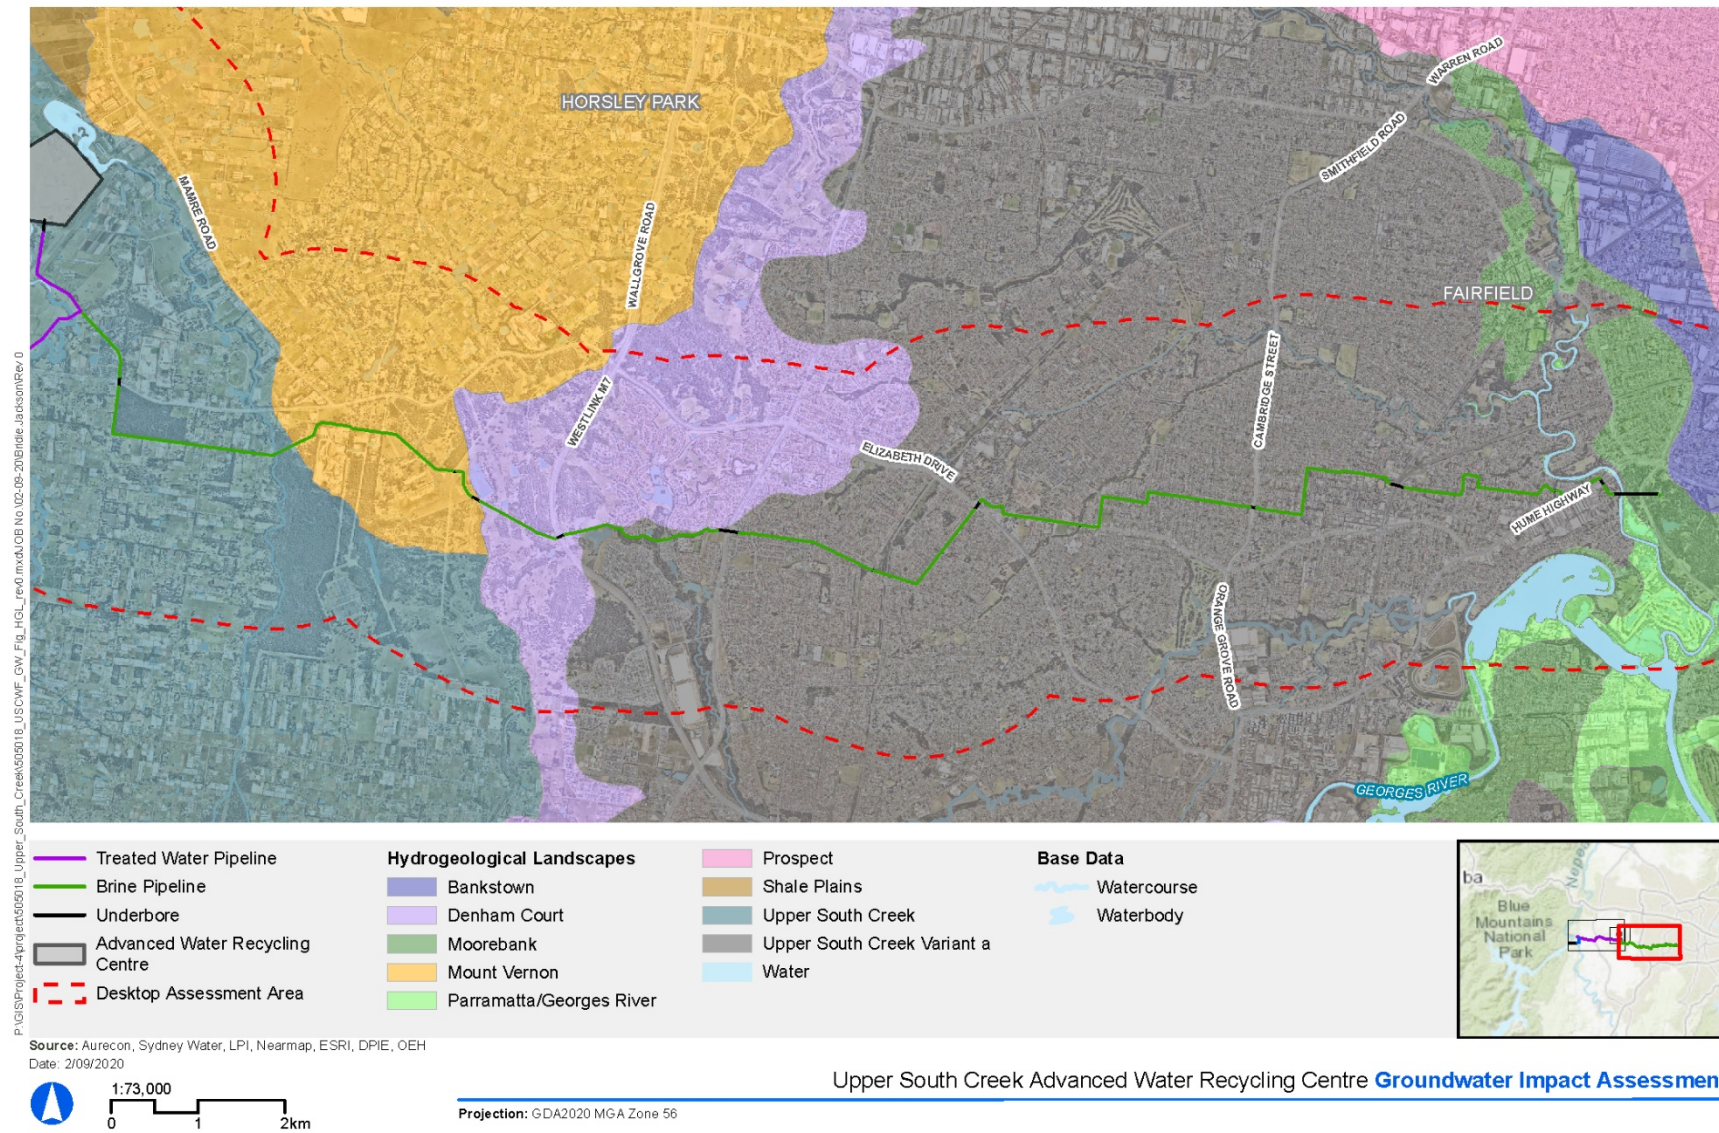 HORSLEY PARK
WARREN ROAD
SMITHFIELD ROAD
MAMRE ROAD
WALLGROVE ROAD
FAIRFIELD
CAMBRIDGE STREET
WESTLINK M7
ELIZABETH DRIVE
HUME HIGHWAY
ORANGE GROVE ROAD
GEORGES RIVER
Treated Water Pipeline
Brine Pipeline
Underbore
Advanced Water Recycling
Centre
Desktop Assessment Area
Hydrogeological Landscapes
Bankstown
Denham Court
Moorebank
Mount Vernon
Parramatta/Georges River
Prospect
Shale Plains
Upper South Creek
Upper South Creek Variant a
Water
Base Data
Watercourse
Waterbody
ba
Blue
Mountains
National
Park
Source: Aurecon, Sydney Water, LPI, Nearmap, ESRI, DPIE, OEH
Date: 2/09/2020
1:73,000
0 1 2km
Projection: GDA2020 MGA Zone 56
Upper South Creek Advanced Water Recycling Centre Groundwater Impact Assessmen